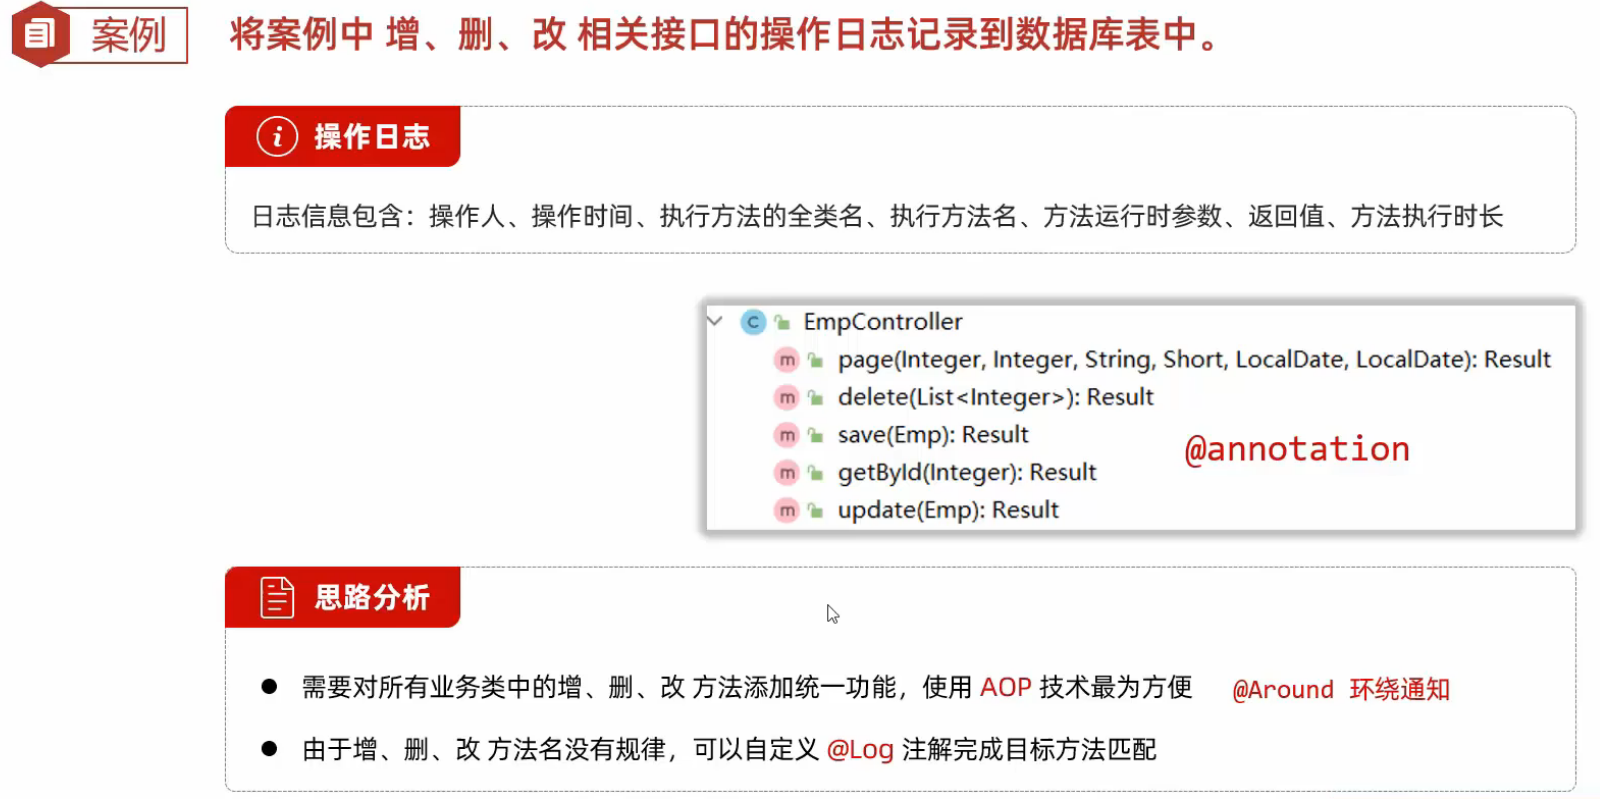 案例
将案例中 增、删、改 相关接口的操作日志记录到数据库表中。
操作日志
日志信息包含：操作人、操作时间、执行方法的全类名、执行方法名、方法运行时参数、返回值、方法执行时长
EmpController
page(Integer, Integer, String, Short, LocalDate, LocalDate): Result
delete(List<Integer>): Result
save(Emp): Result
@annotation
getById(Integer): Result
update(Emp): Result
思路分析
需要对所有业务类中的增、删、改 方法添加统一功能，使用 AOP 技术最为方便 @Around 环绕通知
由于增、删、改 方法名没有规律，可以自定义 @Log 注解完成目标方法匹配